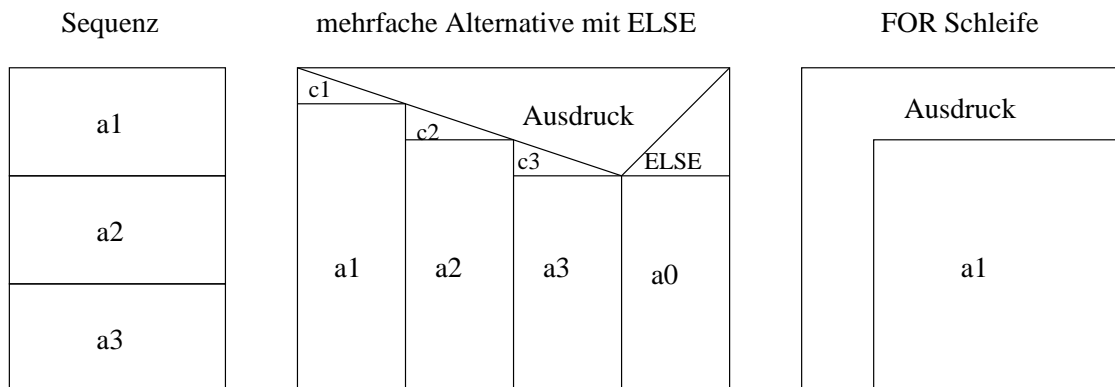 Sequenz
mehrfache Alternative mit ELSE
FOR Schleife
a1
a2
a3
c1
c2
c3
Ausdruck
ELSE
a1
a2
a3
a0
Ausdruck
a1